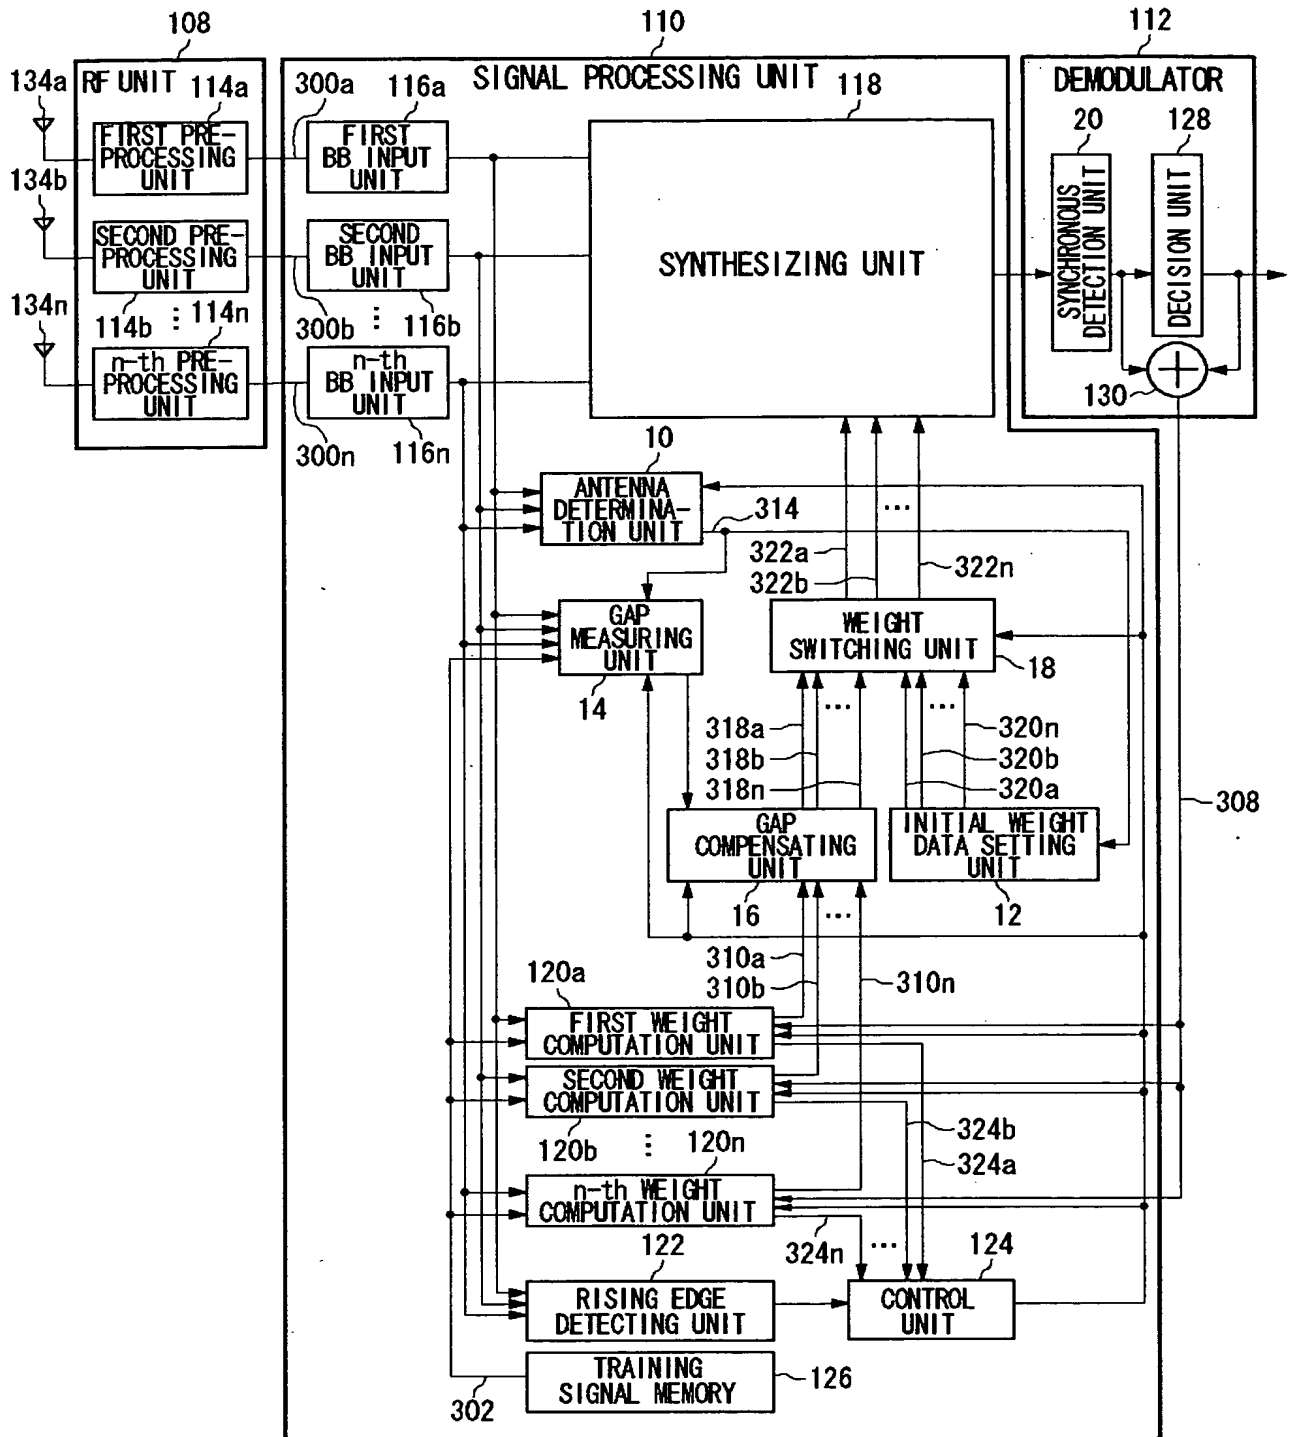 108
110
112
134a
RF UNIT
114a
300a
116a
SIGNAL PROCESSING UNIT
118
DEMODULATOR
20
128
FIRST PRE-
PROCESSING
UNIT
FIRST
BB INPUT
UNIT
134b
SECOND PRE-
PROCESSING
UNIT
SECOND
BB INPUT
UNIT
SYNTHESIZING UNIT
SYNCHRONOUS
DETECTION UNIT
DECISION UNIT
134n
114b
⋮
114n
300b
⋮
116b
n-th PRE-
PROCESSING
UNIT
n-th
BB INPUT
UNIT
130
300n
116n
10
ANTENNA
DETERMINA-
TION UNIT
314
...
322a
322b
322n
GAP
MEASURING
UNIT
WEIGHT
SWITCHING UNIT
14
18
...
...
318a
318b
318n
320n
320b
320a
308
GAP
COMPENSATING
UNIT
INITIAL WEIGHT
DATA SETTING
UNIT
16
12
...
310a
310b
310n
120a
FIRST WEIGHT
COMPUTATION UNIT
SECOND WEIGHT
COMPUTATION UNIT
120b
⋮
120n
324b
324a
n-th WEIGHT
COMPUTATION UNIT
324n
...
122
124
RISING EDGE
DETECTING UNIT
CONTROL
UNIT
TRAINING
SIGNAL MEMORY
126
302